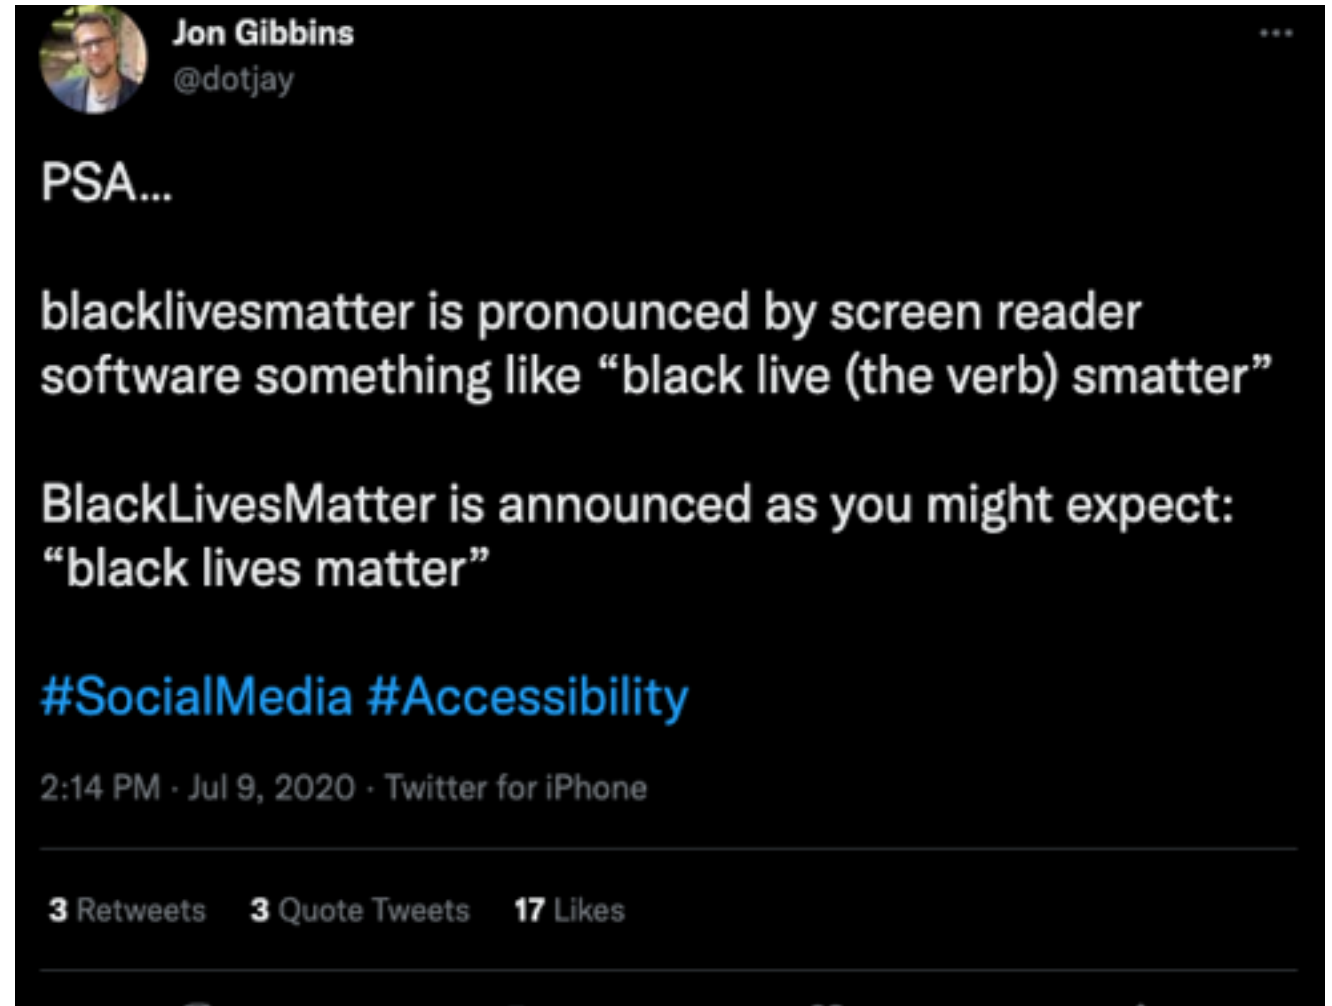 Jon Gibbins
@dotjay
PSA...
blacklivesmatter is pronounced by screen reader
software something like “black live (the verb) smatter”
BlackLivesMatter is announced as you might expect:
“black lives matter”
#SocialMedia #Accessibility
2:14 PM · Jul 9, 2020 · Twitter for iPhone
3 Retweets 3 Quote Tweets 17 Likes